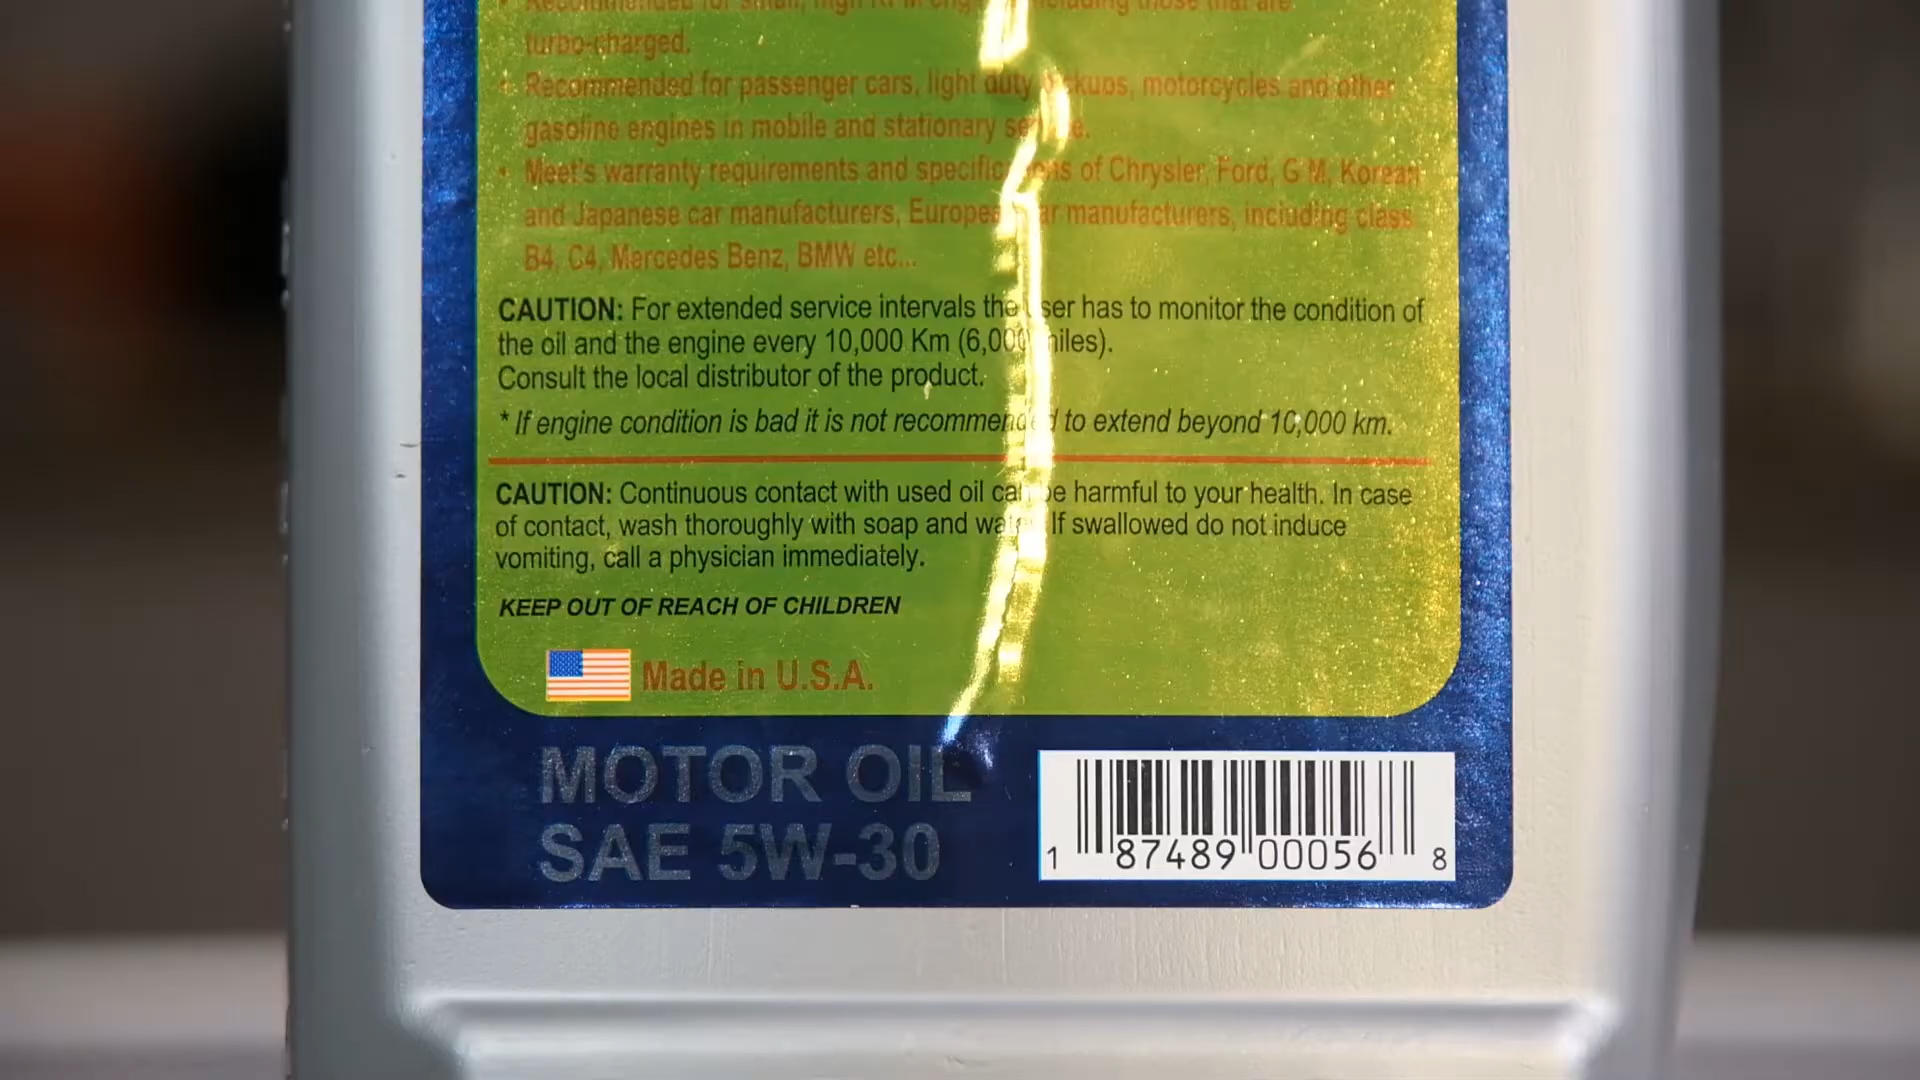 • Recommended for small, high RPM engines including those that are
turbo-charged.
• Recommended for passenger cars, light duty pickups, motorcycles and other
gasoline engines in mobile and stationary service.
• Meet's warranty requirements and specifications of Chrysler, Ford, G M, Korean
and Japanese car manufacturers, European car manufacturers, including class
B4, C4, Mercedes Benz, BMW etc...
CAUTION: For extended service intervals the user has to monitor the condition of
the oil and the engine every 10,000 Km (6,000 miles).
Consult the local distributor of the product.
* If engine condition is bad it is not recommended to extend beyond 10,000 km.
CAUTION: Continuous contact with used oil can be harmful to your health. In case
of contact, wash thoroughly with soap and water. If swallowed do not induce
vomiting, call a physician immediately.
KEEP OUT OF REACH OF CHILDREN
Made in U.S.A.
MOTOR OIL
SAE 5W-30
1 87489 00056 8